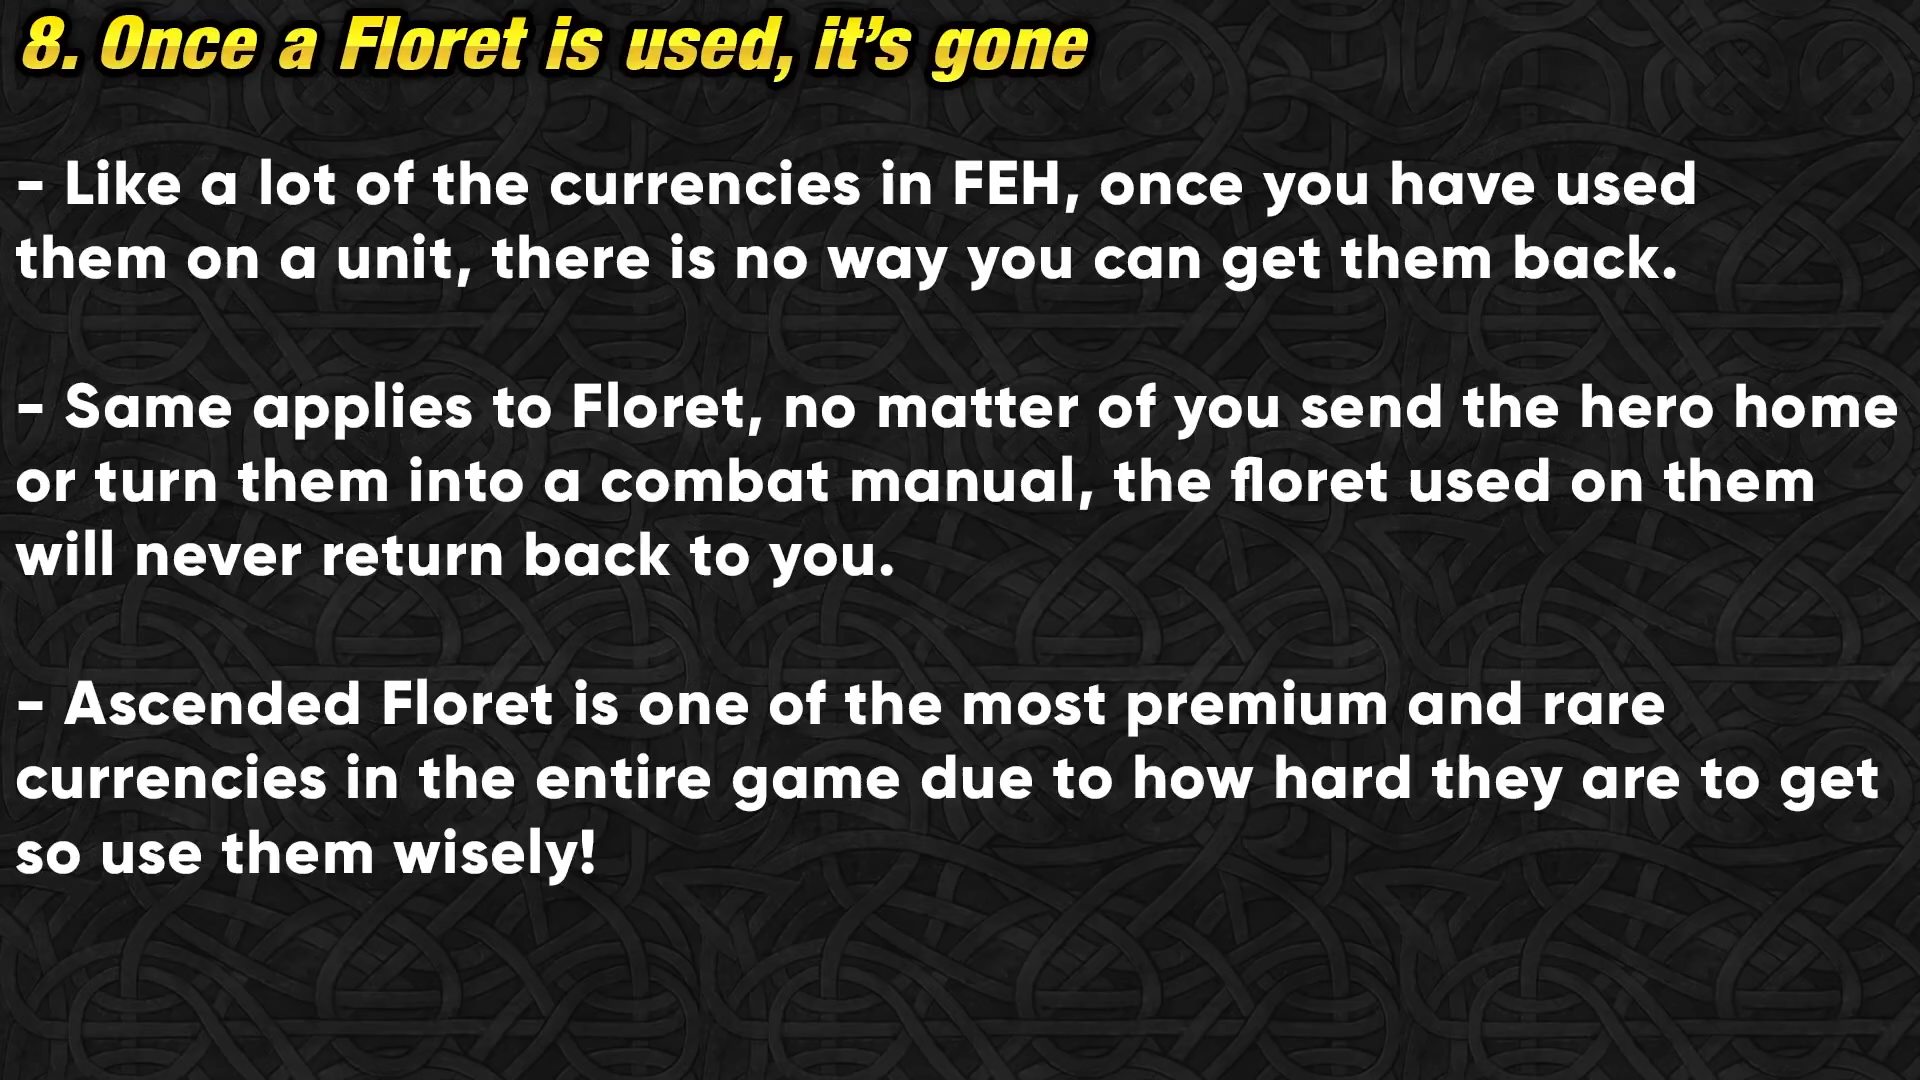 8. Once a Floret is used, it's gone
- Like a lot of the currencies in FEH, once you have used
them on a unit, there is no way you can get them back.
- Same applies to Floret, no matter of you send the hero home
or turn them into a combat manual, the floret used on them
will never return back to you.
- Ascended Floret is one of the most premium and rare
currencies in the entire game due to how hard they are to get
so use them wisely!